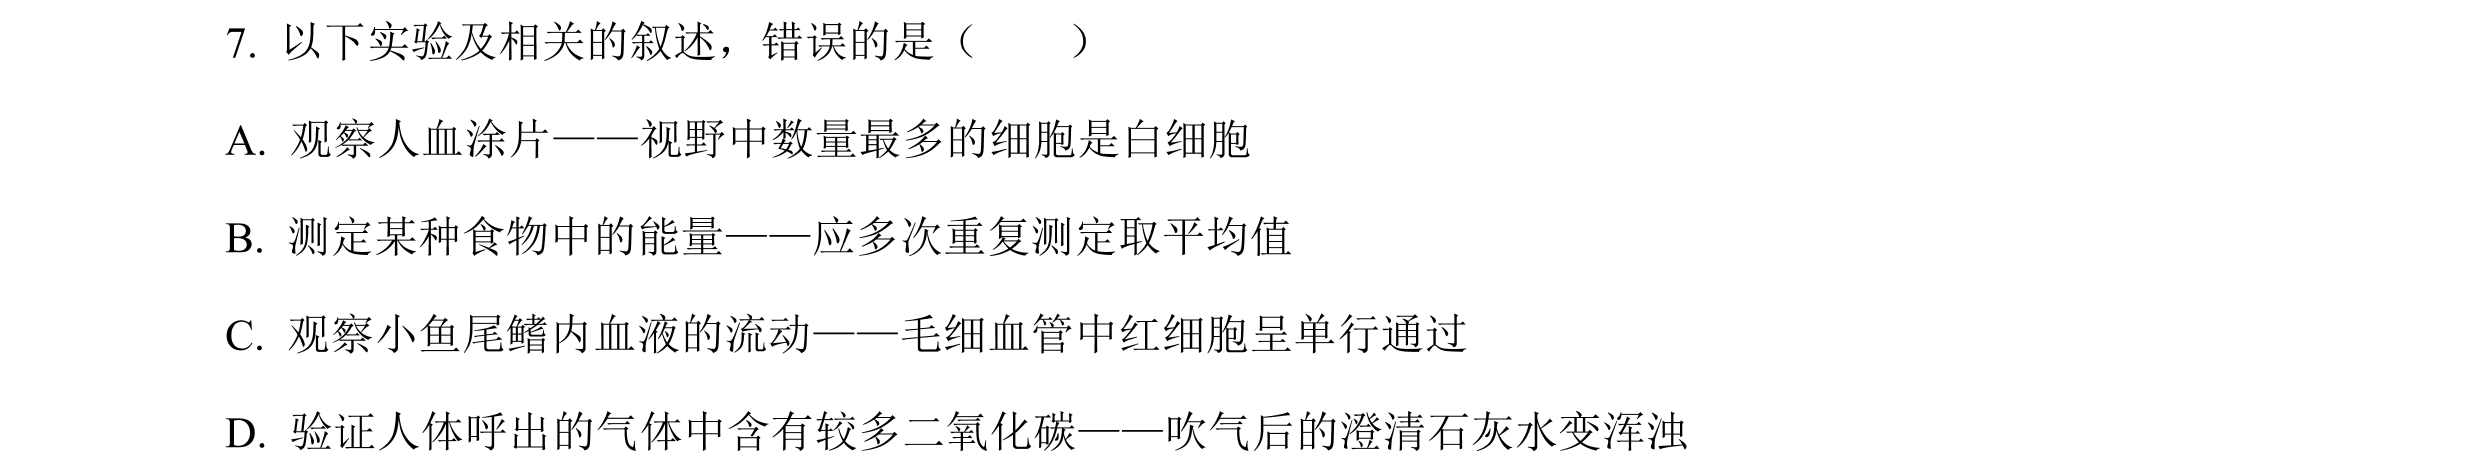 7. 以下实验及相关的叙述，错误的是（　　）
A. 观察人血涂片——视野中数量最多的细胞是白细胞
B. 测定某种食物中的能量——应多次重复测定取平均值
C. 观察小鱼尾鳍内血液的流动——毛细血管中红细胞呈单行通过
D. 验证人体呼出的气体中含有较多二氧化碳——吹气后的澄清石灰水变浑浊